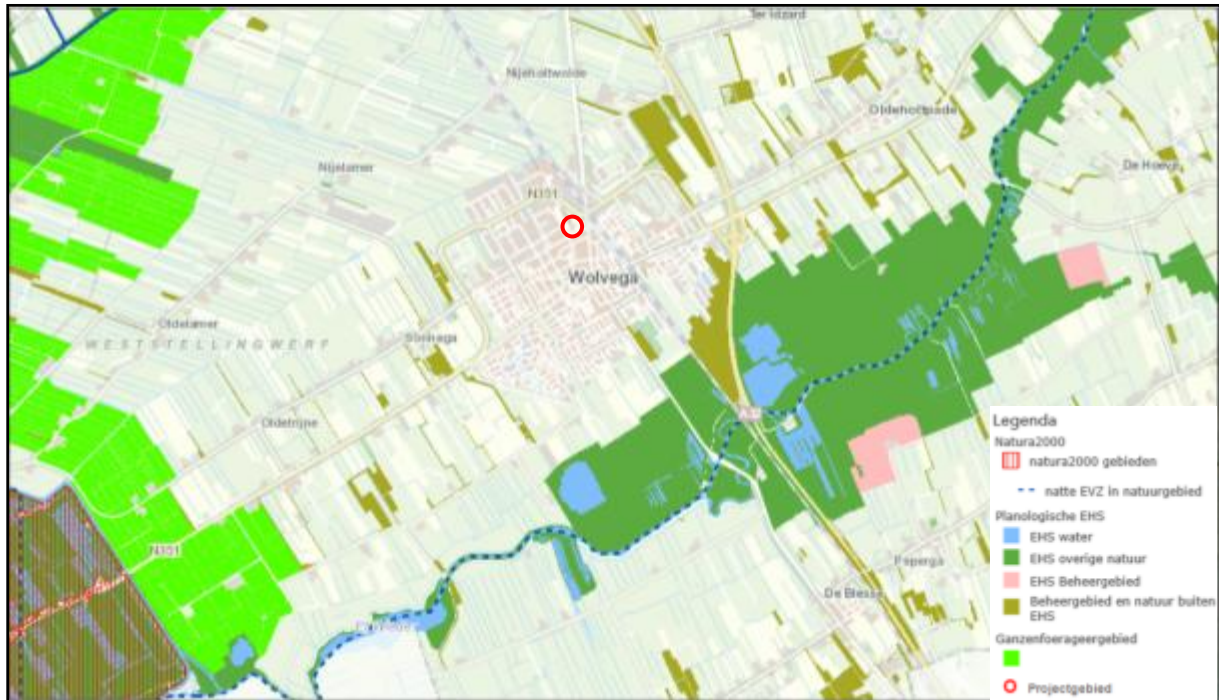 Ter Idzard
Nijeholtwolde
Oldeholtpade
De Hoeve
Nijelamer
N351
Wolvega
Oldelamer
WESTSTELLINGWERF
Sonnega
Oldetrijne
A32
N351
Peperga
De Blesse
Legenda
Natura2000
natura2000 gebieden
natte EVZ in natuurgebied
Planologische EHS
EHS water
EHS overige natuur
EHS Beheergebied
Beheergebied en natuur buiten
EHS
Ganzenfoerageergebied
Projectgebied